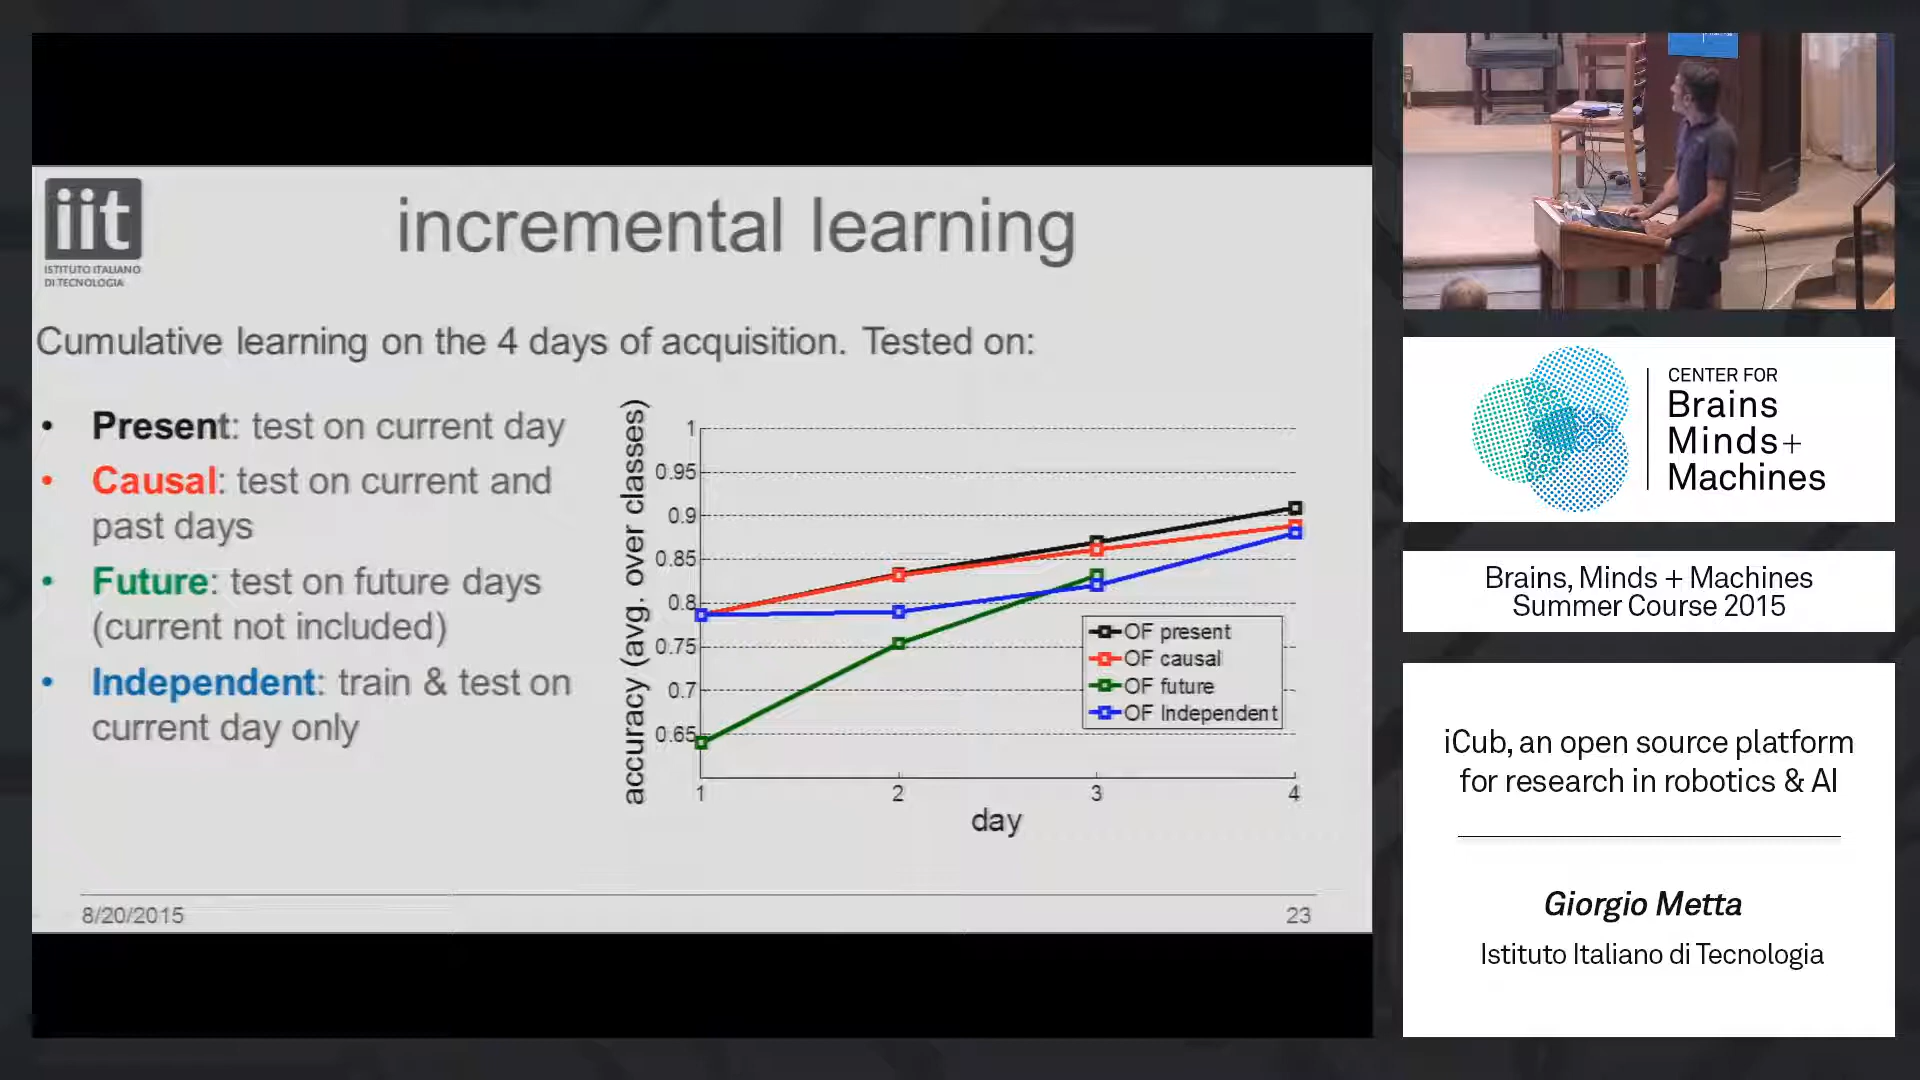 iit
ISTITUTO ITALIANO
DI TECNOLOGIA
incremental learning
Cumulative learning on the 4 days of acquisition. Tested on:
• Present: test on current day
• Causal: test on current and
past days
• Future: test on future days
(current not included)
• Independent: train & test on
current day only
accuracy (avg. over classes)
1
0.95
0.9
0.85
0.8
0.75
0.7
0.65
1 2 3 4
day
OF present
OF causal
OF future
OF Independent
8/20/2015
23
CENTER FOR
Brains
Minds+
Machines
Brains, Minds + Machines
Summer Course 2015
iCub, an open source platform
for research in robotics & AI
Giorgio Metta
Istituto Italiano di Tecnologia